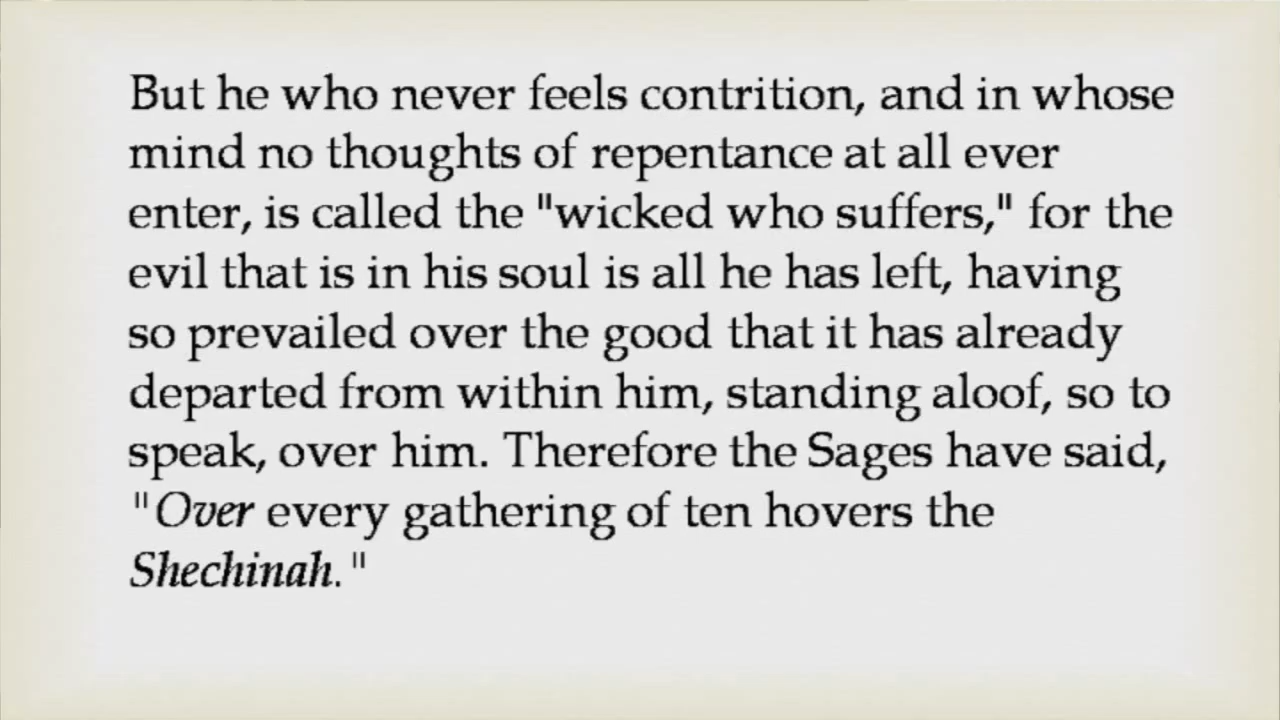 But he who never feels contrition, and in whose
mind no thoughts of repentance at all ever
enter, is called the "wicked who suffers," for the
evil that is in his soul is all he has left, having
so prevailed over the good that it has already
departed from within him, standing aloof, so to
speak, over him. Therefore the Sages have said,
"Over every gathering of ten hovers the
Shechinah."